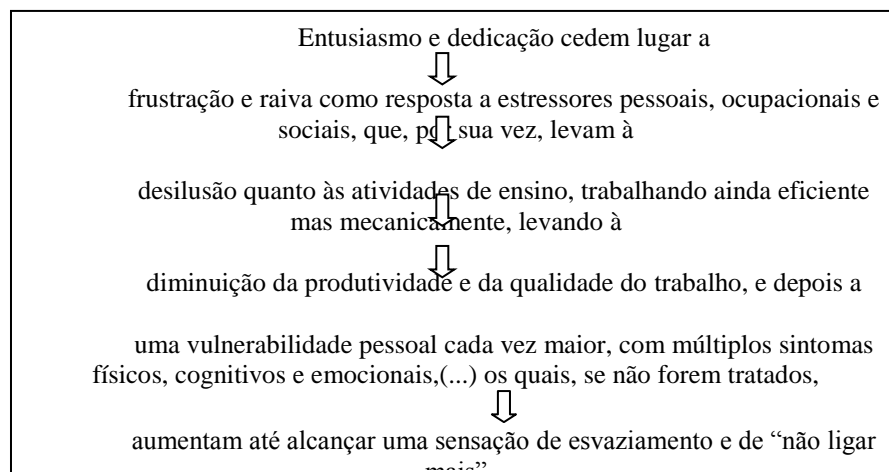 Entusiasmo e dedicação cedem lugar a
frustração e raiva como resposta a estressores pessoais, ocupacionais e
sociais, que, por sua vez, levam à
desilusão quanto às atividades de ensino, trabalhando ainda eficiente
mas mecanicamente, levando à
diminuição da produtividade e da qualidade do trabalho, e depois a
uma vulnerabilidade pessoal cada vez maior, com múltiplos sintomas
físicos, cognitivos e emocionais,(...) os quais, se não forem tratados,
aumentam até alcançar uma sensação de esvaziamento e de “não ligar
mais”